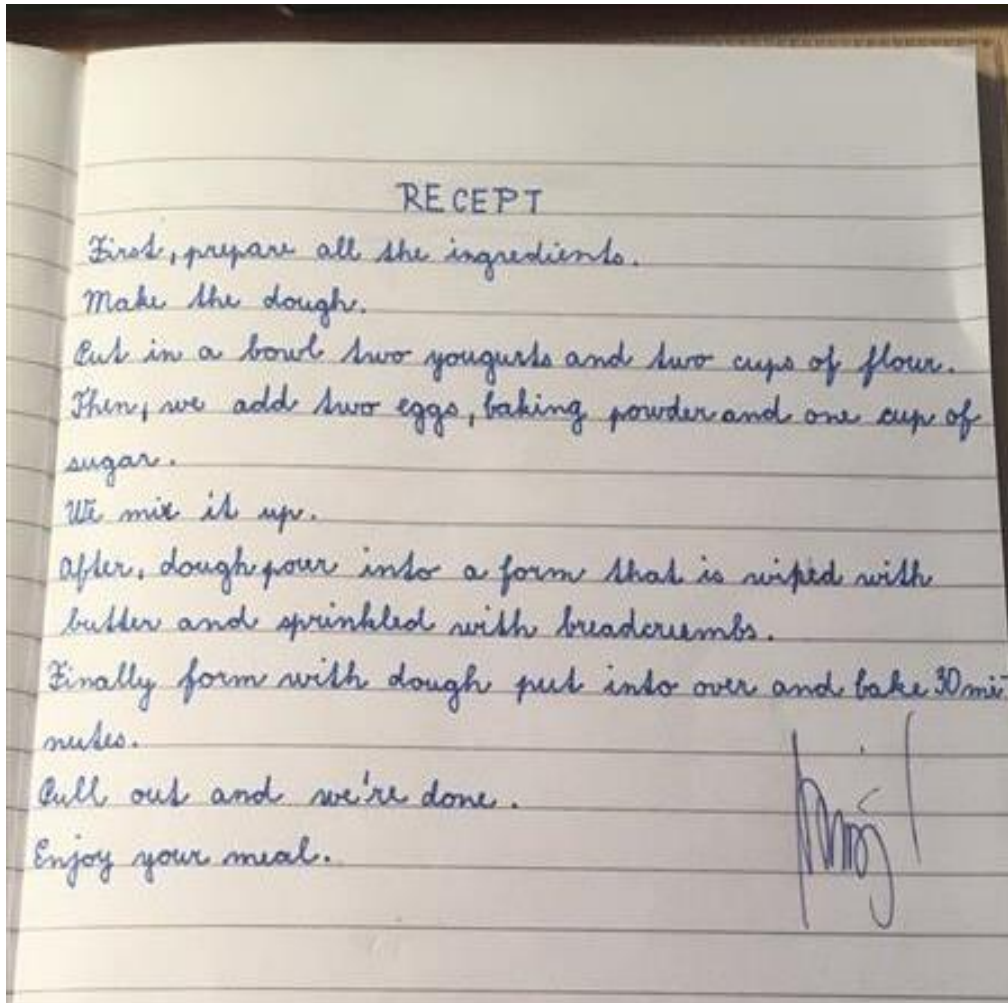 RECEPT
First, prepare all the ingredients.
Make the dough.
Put in a bowl two yougurts and two cups of flour.
Then, we add two eggs, baking powder and one cup of
sugar.
We mix it up.
After, dough pour into a form that is wiped with
butter and sprinkled with breadcrumbs.
Finally form with dough put into over and bake 30 mi-
nutes.
Pull out and we're done.
Enjoy your meal.